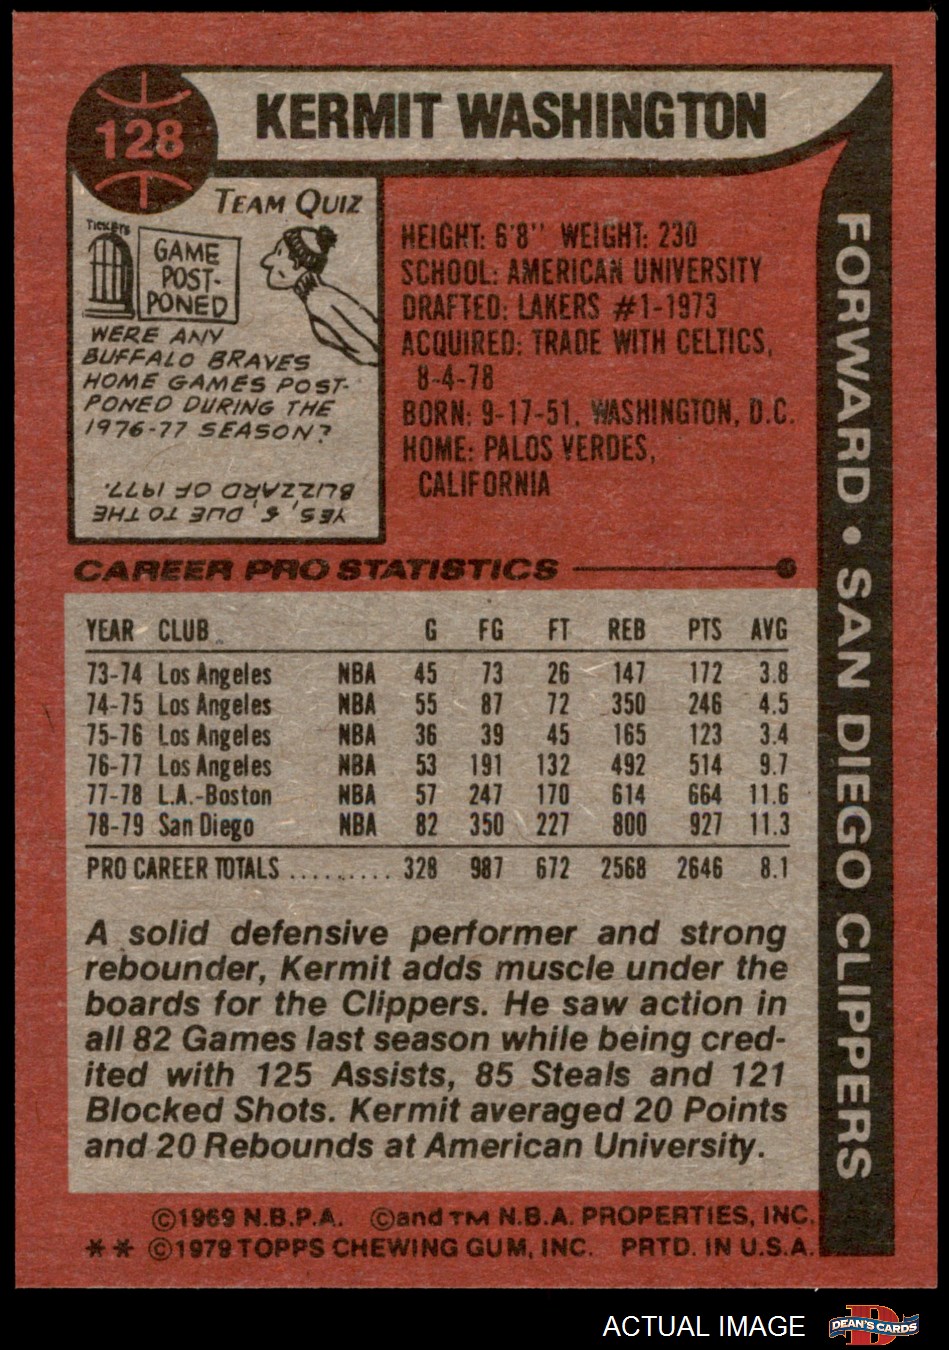 128
KERMIT WASHINGTON
TEAM QUIZ
TICKETS
GAME
POST-
PONED
WERE ANY
BUFFALO BRAVES
HOME GAMES POST-
PONED DURING THE
1976-77 SEASON?
YES, 5, DUE TO THE
BLIZZARD OF 1977.
HEIGHT: 6'8" WEIGHT: 230
SCHOOL: AMERICAN UNIVERSITY
DRAFTED: LAKERS #1-1973
ACQUIRED: TRADE WITH CELTICS,
8-4-78
BORN: 9-17-51, WASHINGTON, D.C.
HOME: PALOS VERDES,
CALIFORNIA
FORWARD • SAN DIEGO CLIPPERS
CAREER PRO STATISTICS
YEAR CLUB G FG FT REB PTS AVG
73-74 Los Angeles NBA 45 73 26 147 172 3.8
74-75 Los Angeles NBA 55 87 72 350 246 4.5
75-76 Los Angeles NBA 36 39 45 165 123 3.4
76-77 Los Angeles NBA 53 191 132 492 514 9.7
77-78 L.A.-Boston NBA 57 247 170 614 664 11.6
78-79 San Diego NBA 82 350 227 800 927 11.3
PRO CAREER TOTALS .......... 328 987 672 2568 2646 8.1
A solid defensive performer and strong
rebounder, Kermit adds muscle under the
boards for the Clippers. He saw action in
all 82 Games last season while being cred-
ited with 125 Assists, 85 Steals and 121
Blocked Shots. Kermit averaged 20 Points
and 20 Rebounds at American University.
©1969 N.B.P.A. ©and TM N.B.A. PROPERTIES, INC.
** ©1979 TOPPS CHEWING GUM, INC. PRTD. IN U.S.A.
ACTUAL IMAGE
D
DEAN'S CARDS